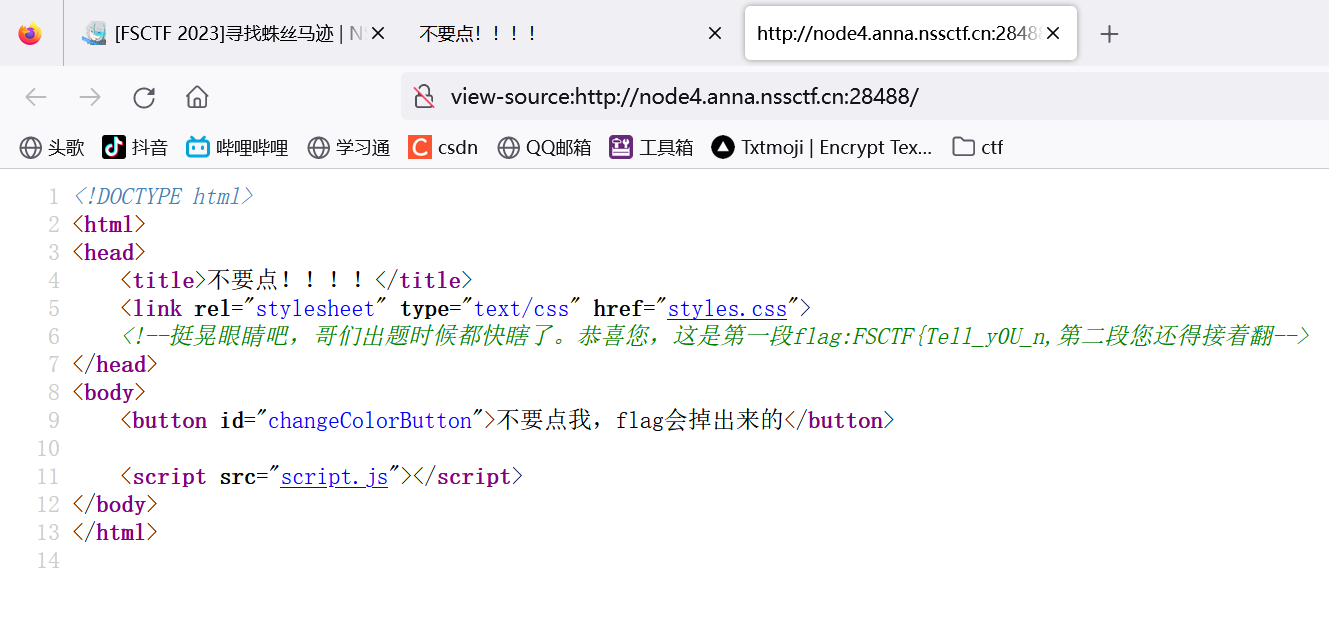 [FSCTF 2023]寻找蛛丝马迹 | N
不要点！！！！
http://node4.anna.nssctf.cn:2848
view-source:http://node4.anna.nssctf.cn:28488/
头歌 抖音 哔哩哔哩 学习通 csdn QQ邮箱 工具箱 Txtmoji | Encrypt Tex... ctf
1 <!DOCTYPE html>
2 <html>
3 <head>
4 <title>不要点！！！！</title>
5 <link rel="stylesheet" type="text/css" href="styles.css">
6 <!--挺晃眼睛吧，哥们出题时候都快瞎了。恭喜您，这是第一段flag:FSCTF{Tell_y0U_n,第二段您还得接着翻-->
7 </head>
8 <body>
9 <button id="changeColorButton">不要点我，flag会掉出来的</button>
10
11 <script src="script.js"></script>
12 </body>
13 </html>
14